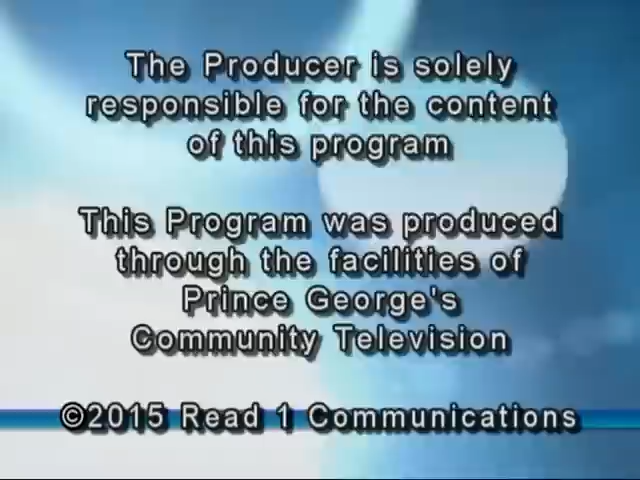 The Producer is solely
responsible for the content
of this program
This Program was produced
through the facilities of
Prince George's
Community Television
©2015 Read 1 Communications